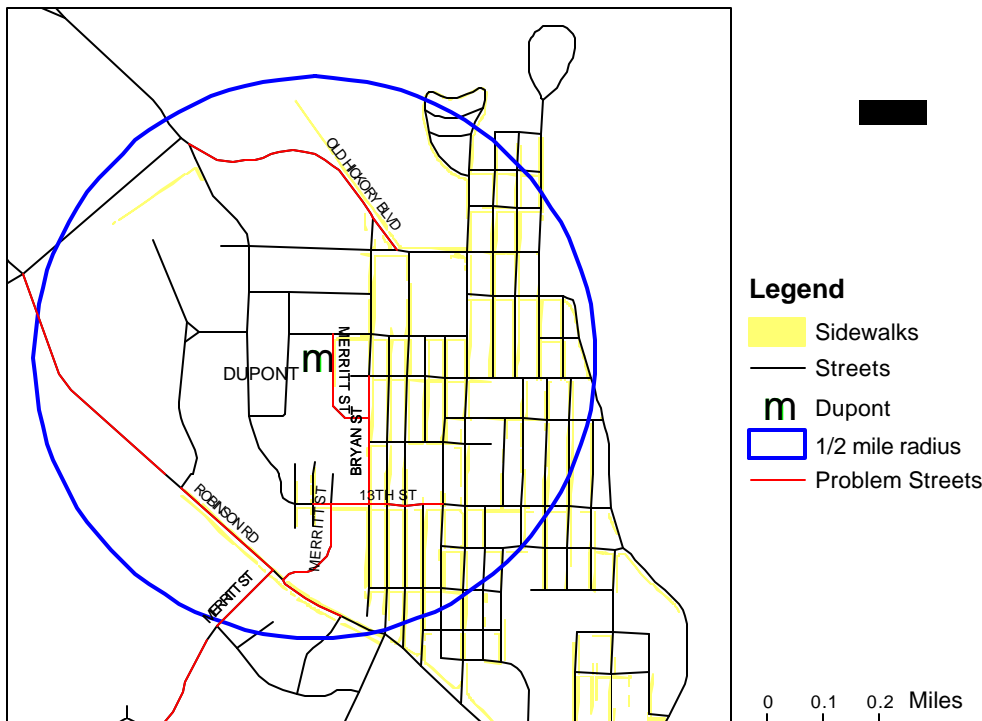 OLD HICKORY BLVD
MERRITT ST
m
DUPONT
BRYAN ST
13TH ST
ROBINSON RD
MERRITT ST
MERRITT ST
Legend
Sidewalks
Streets
m Dupont
1/2 mile radius
Problem Streets
0 0.1 0.2 Miles